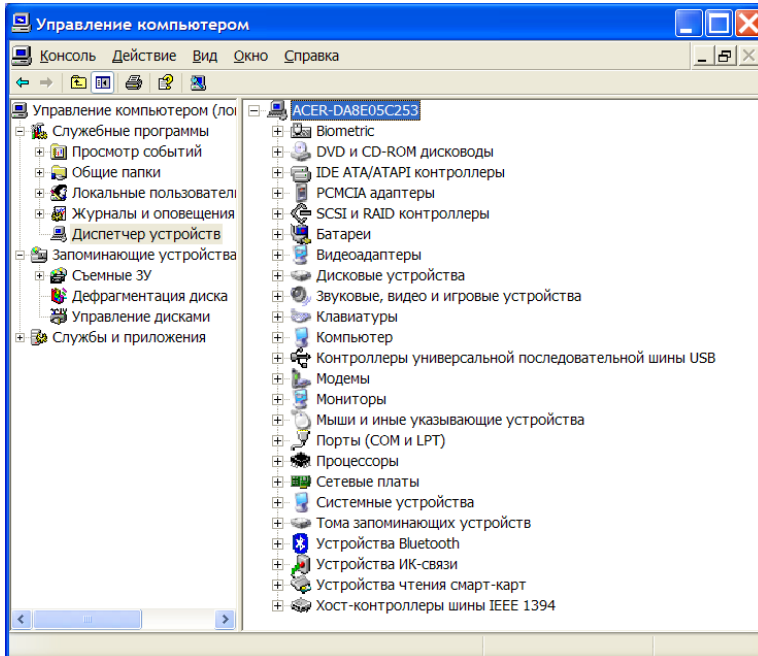 Управление компьютером
Консоль Действие Вид Окно Справка
Управление компьютером (ло
Служебные программы
Просмотр событий
Общие папки
Локальные пользовател
Журналы и оповещения
Диспетчер устройств
Запоминающие устройства
Съемные ЗУ
Дефрагментация диска
Управление дисками
Службы и приложения
ACER-DA8E05C253
Biometric
DVD и CD-ROM дисководы
IDE ATA/ATAPI контроллеры
PCMCIA адаптеры
SCSI и RAID контроллеры
Батареи
Видеоадаптеры
Дисковые устройства
Звуковые, видео и игровые устройства
Клавиатуры
Компьютер
Контроллеры универсальной последовательной шины USB
Модемы
Мониторы
Мыши и иные указывающие устройства
Порты (COM и LPT)
Процессоры
Сетевые платы
Системные устройства
Тома запоминающих устройств
Устройства Bluetooth
Устройства ИК-связи
Устройства чтения смарт-карт
Хост-контроллеры шины IEEE 1394